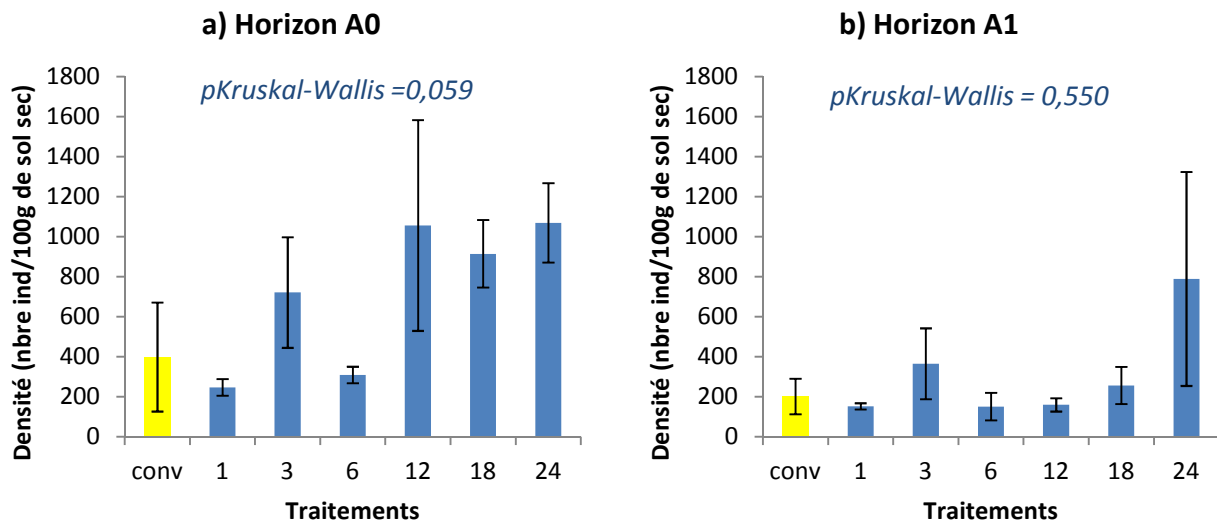 a) Horizon A0
pKruskal-Wallis =0,059
Densité (nbre ind/100g de sol sec)
1800
1600
1400
1200
1000
800
600
400
200
0
conv 1 3 6 12 18 24
Traitements
b) Horizon A1
pKruskal-Wallis = 0,550
Densité (nbre ind/100g de sol sec)
1800
1600
1400
1200
1000
800
600
400
200
0
conv 1 3 6 12 18 24
Traitements